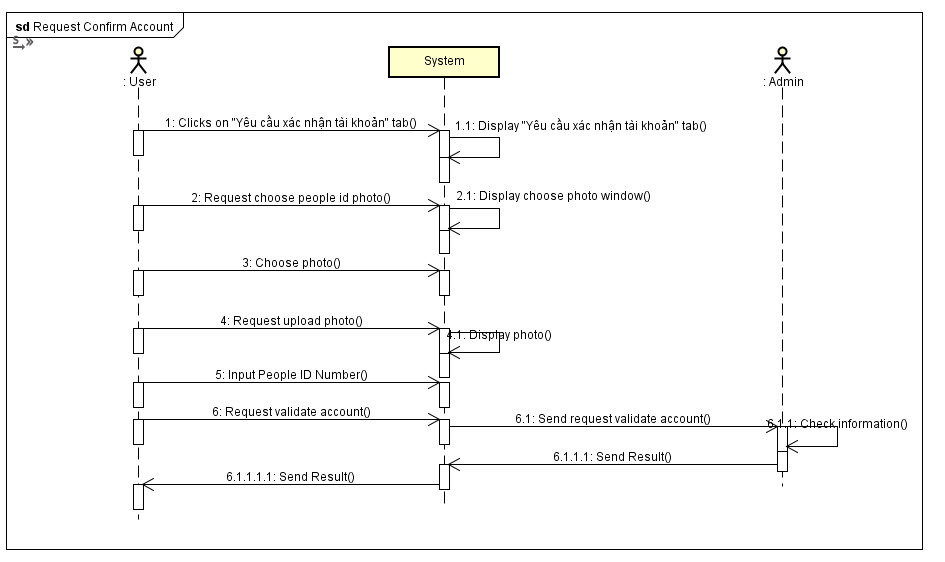 sd Request Confirm Account
S
System
: User
: Admin
1: Clicks on "Yêu cầu xác nhận tài khoản" tab()
1.1: Display "Yêu cầu xác nhận tài khoản" tab()
2: Request choose people id photo()
2.1: Display choose photo window()
3: Choose photo()
4: Request upload photo()
4.1: Display photo()
5: Input People ID Number()
6: Request validate account()
6.1: Send request validate account()
6.1.1: Check information()
6.1.1.1: Send Result()
6.1.1.1.1: Send Result()